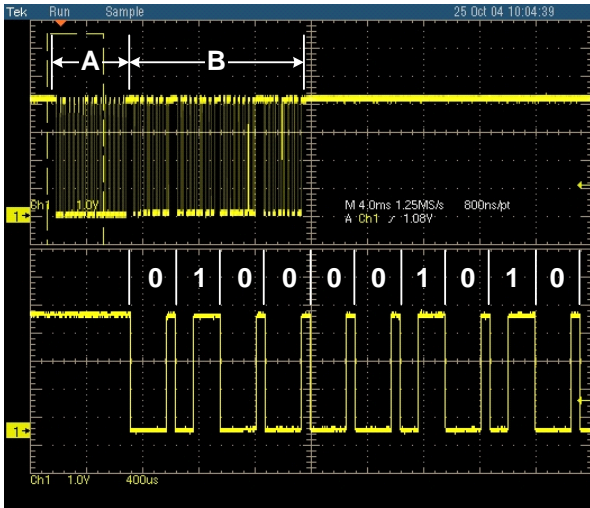 Tek Run Sample 25 Oct 04 10:04:39
A B
Ch1 1.0V M 4.0ms 1.25MS/s 800ns/pt
1 A Ch1 1.08V
0 1 0 0 0 0 1 0 1 0
1
Ch1 1.0V 400us